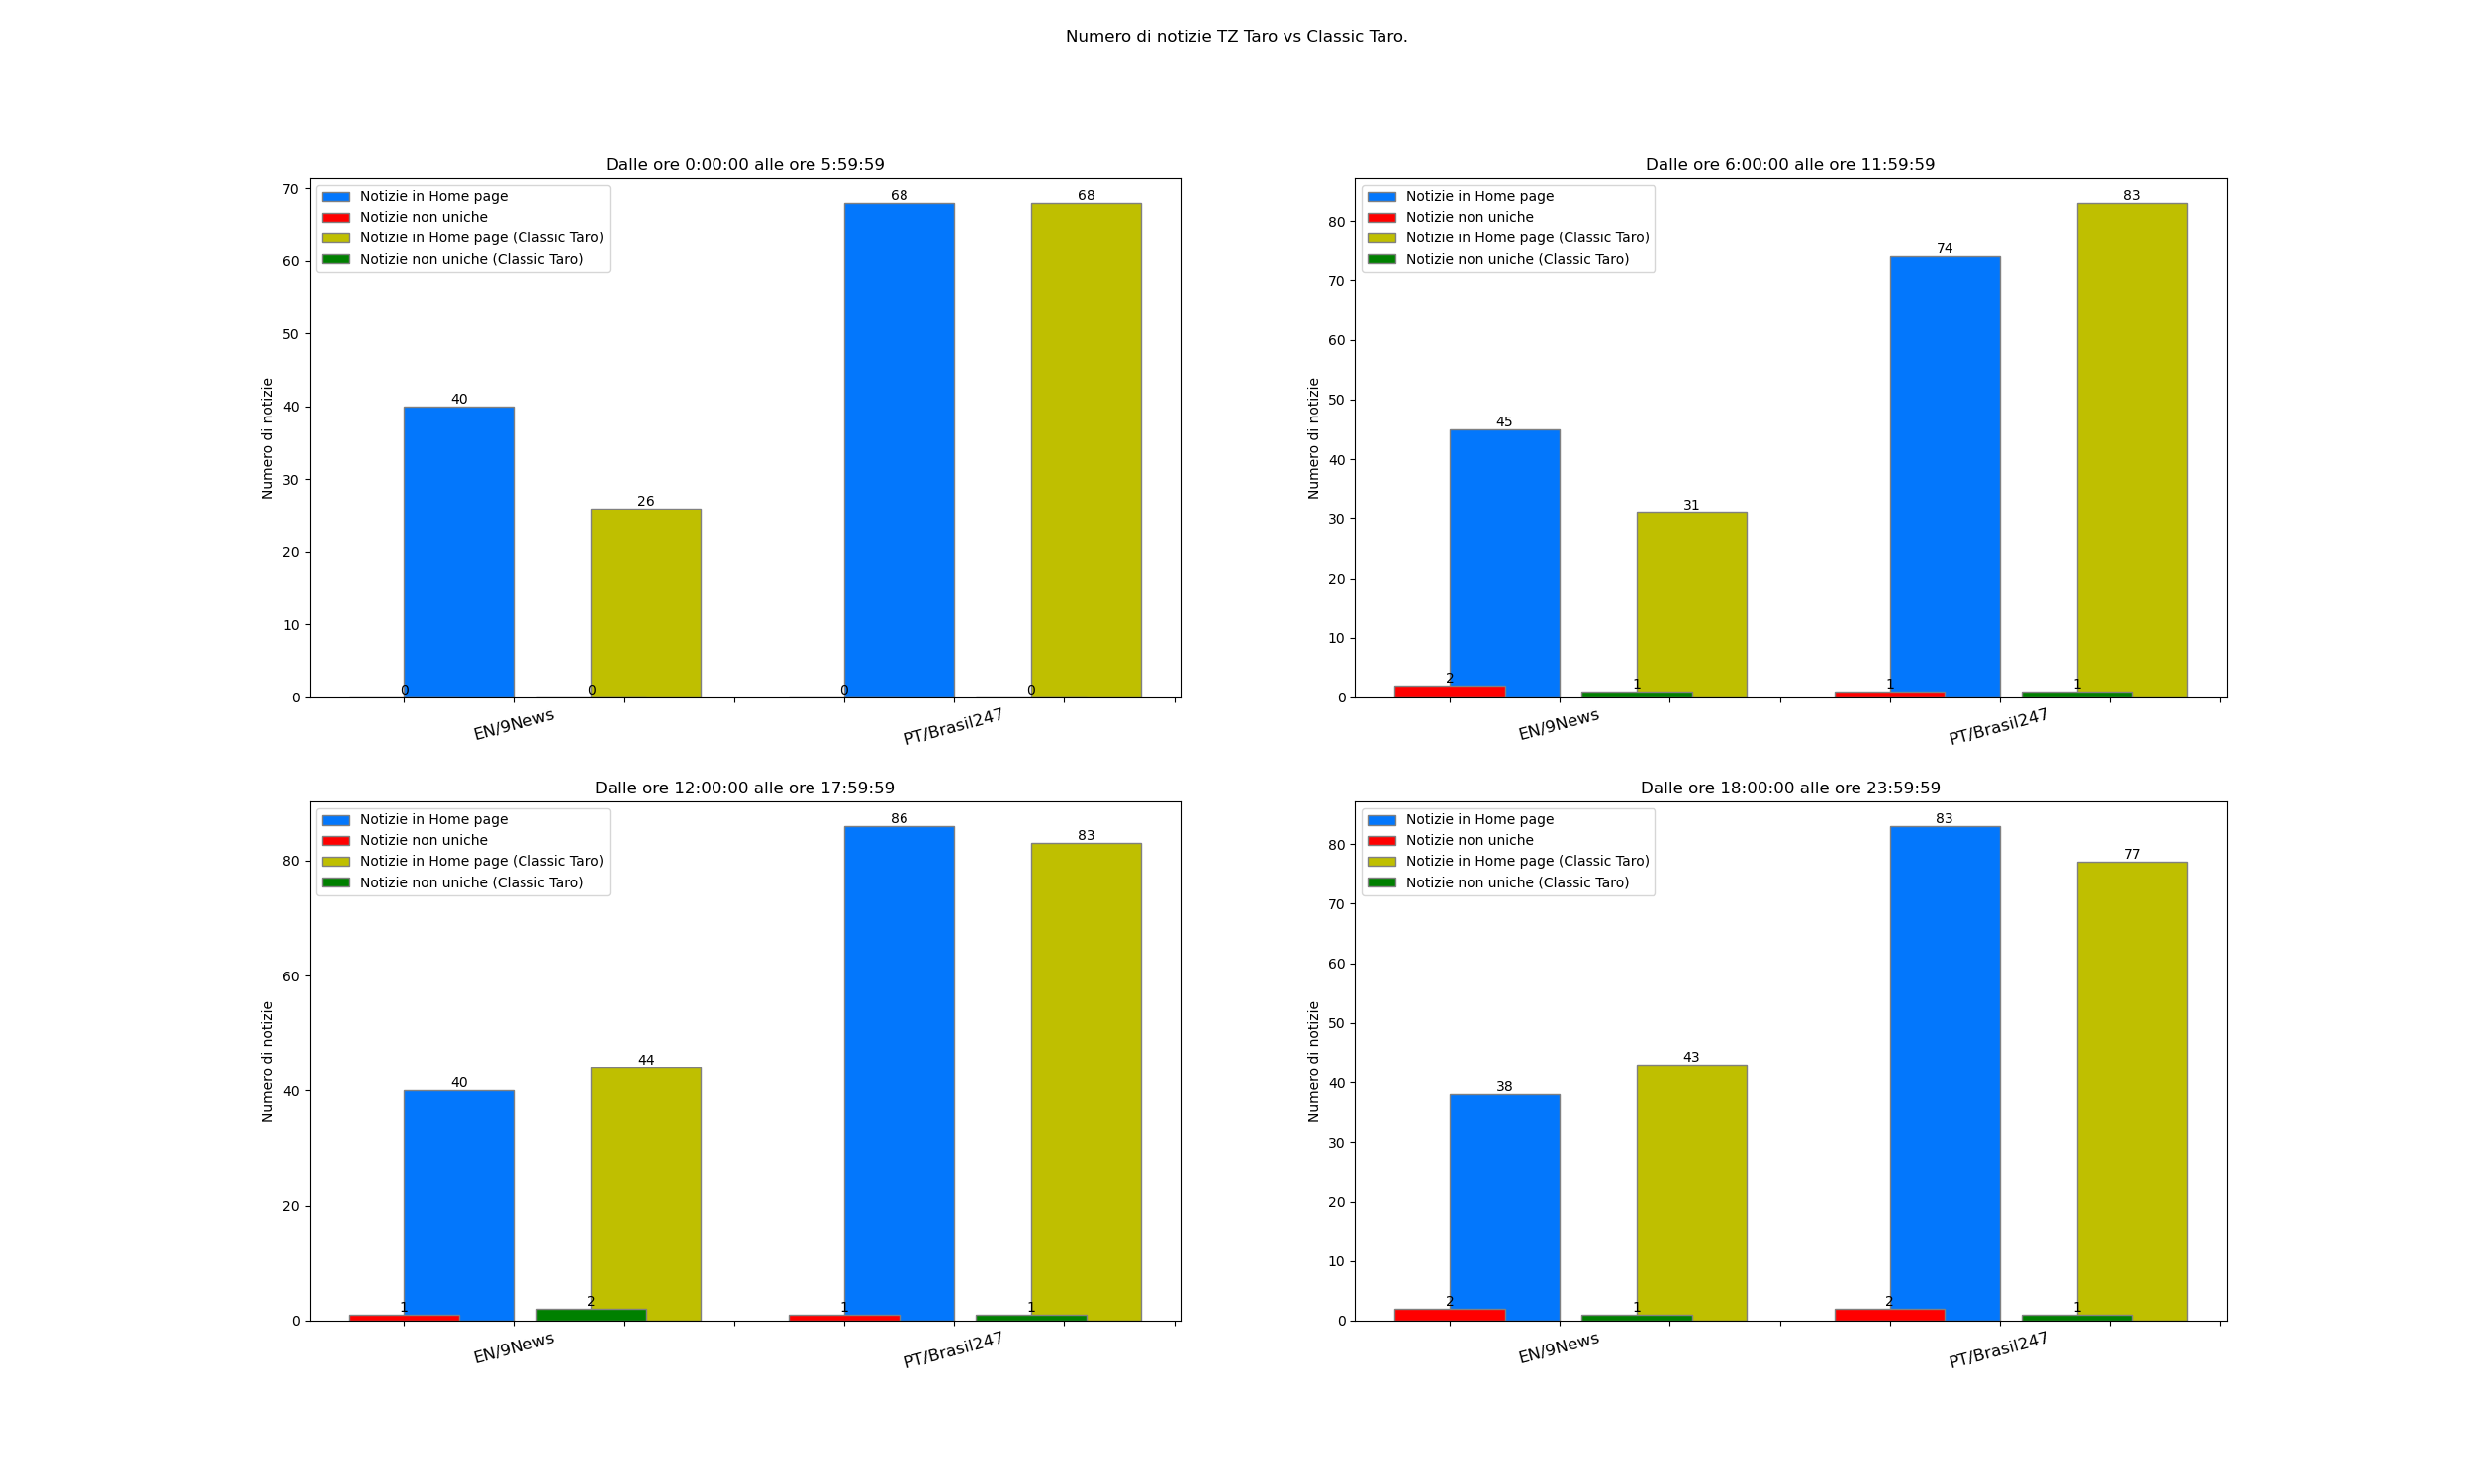 Numero di notizie TZ Taro vs Classic Taro.
Dalle ore 0:00:00 alle ore 5:59:59
Notizie in Home page
Notizie non uniche
Notizie in Home page (Classic Taro)
Notizie non uniche (Classic Taro)
Numero di notizie
70
60
50
40
30
20
10
0
40
26
68
68
0
0
0
0
EN/9News
PT/Brasil247
Dalle ore 6:00:00 alle ore 11:59:59
Notizie in Home page
Notizie non uniche
Notizie in Home page (Classic Taro)
Notizie non uniche (Classic Taro)
Numero di notizie
80
70
60
50
40
30
20
10
0
45
31
74
83
2
1
1
1
EN/9News
PT/Brasil247
Dalle ore 12:00:00 alle ore 17:59:59
Notizie in Home page
Notizie non uniche
Notizie in Home page (Classic Taro)
Notizie non uniche (Classic Taro)
Numero di notizie
80
60
40
20
0
40
44
86
83
1
2
1
1
EN/9News
PT/Brasil247
Dalle ore 18:00:00 alle ore 23:59:59
Notizie in Home page
Notizie non uniche
Notizie in Home page (Classic Taro)
Notizie non uniche (Classic Taro)
Numero di notizie
80
70
60
50
40
30
20
10
0
38
43
83
77
2
1
2
1
EN/9News
PT/Brasil247